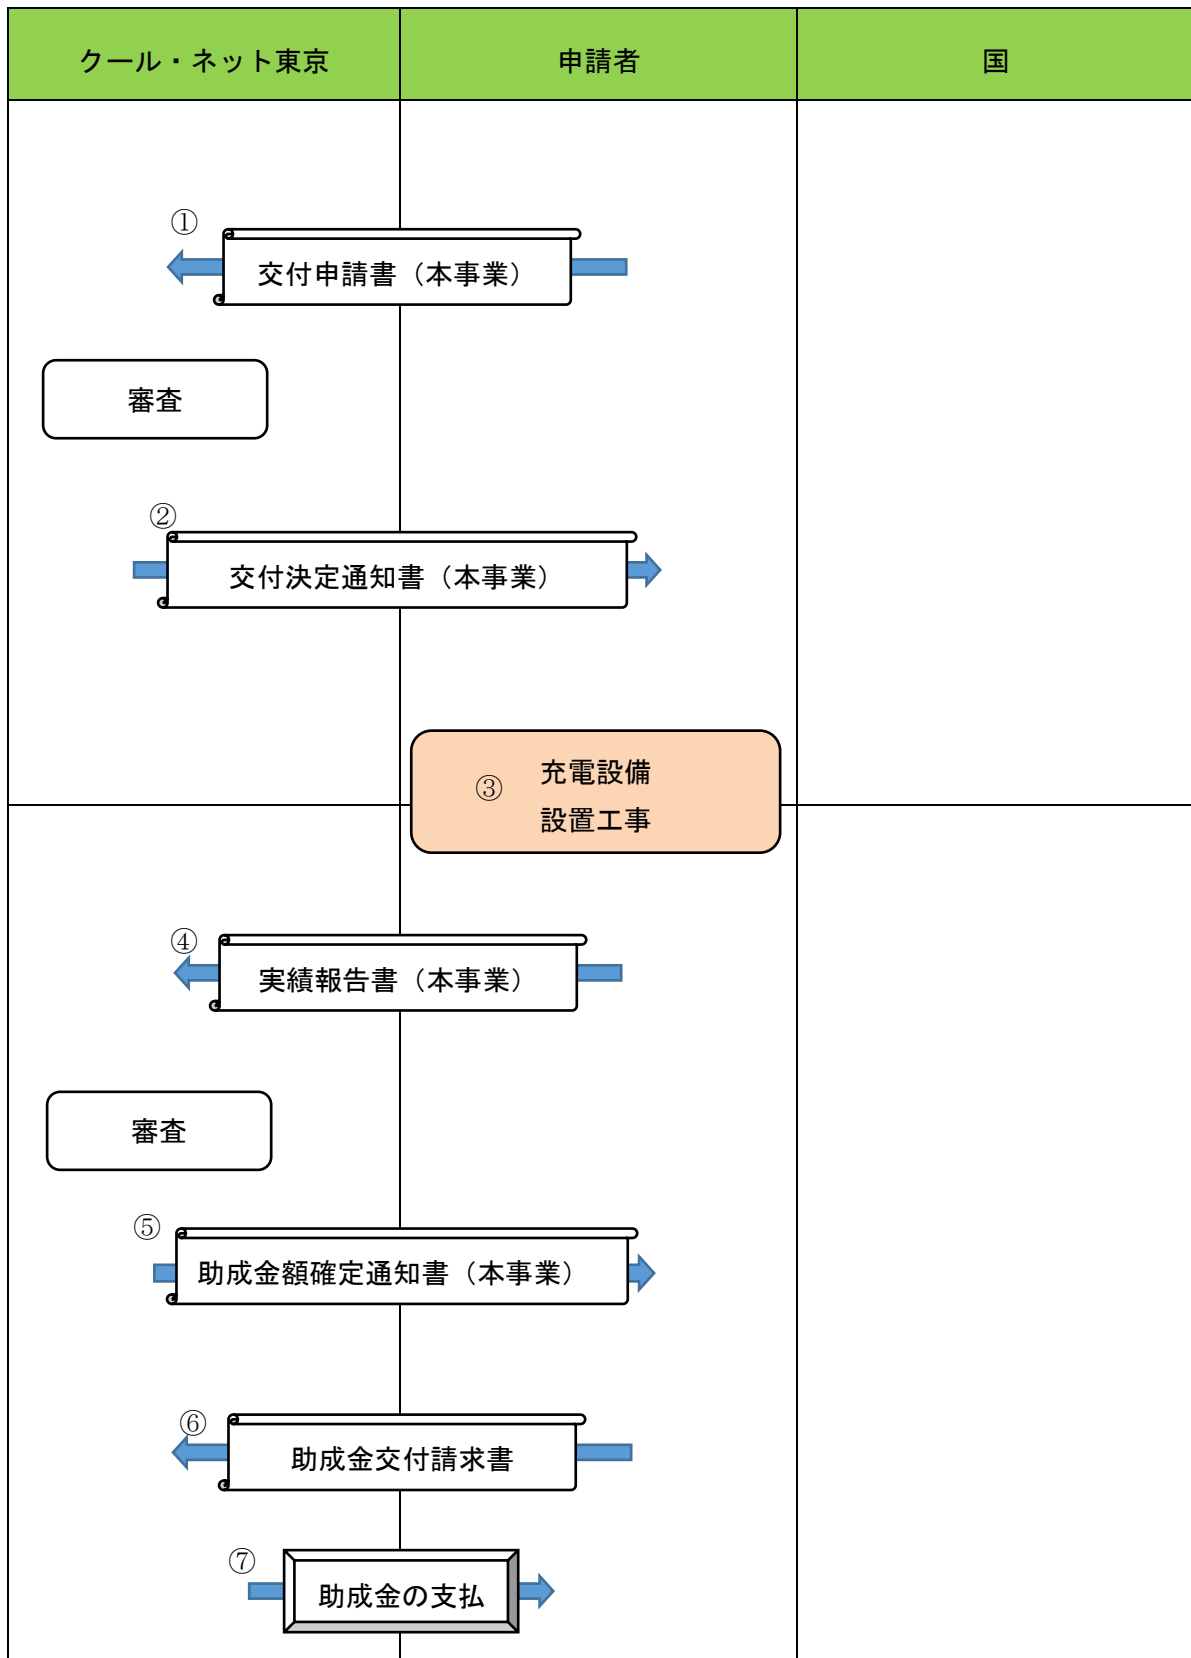 クール・ネット東京
申請者
国
①
交付申請書（本事業）
審査
②
交付決定通知書（本事業）
③
充電設備
設置工事
④
実績報告書（本事業）
審査
⑤
助成金額確定通知書（本事業）
⑥
助成金交付請求書
⑦
助成金の支払